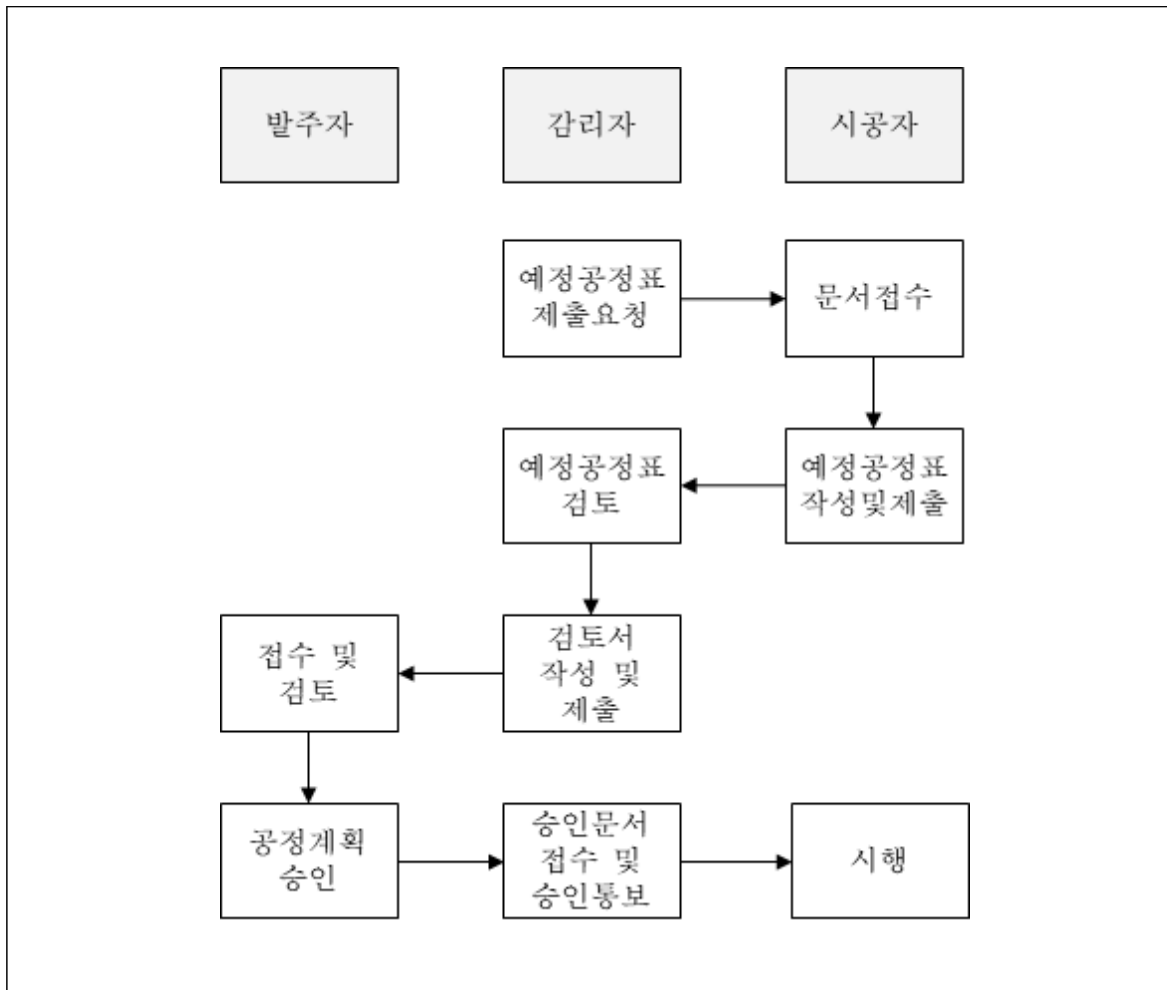 발주자
감리자
시공자
예정공정표
제출요청
문서접수
예정공정표
검토
예정공정표
작성및제출
접수 및
검토
검토서
작성 및
제출
공정계획
승인
승인문서
접수 및
승인통보
시행